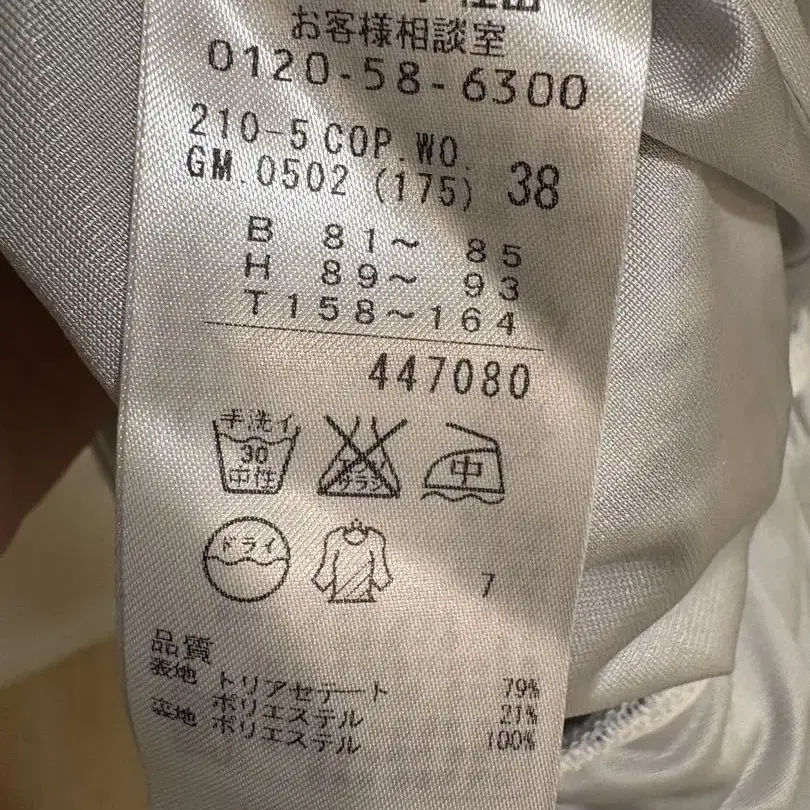 お客様相談室
0120-58-6300
210-5 COP.WO.
GM.0502 (175) 38
B 81～ 85
H 89～ 93
T 158～164
447080
手洗イ
30
中性
中
ドライ
7
品質
表地 トリアセテート 79%
ポリエステル 21%
裏地 ポリエステル 100%